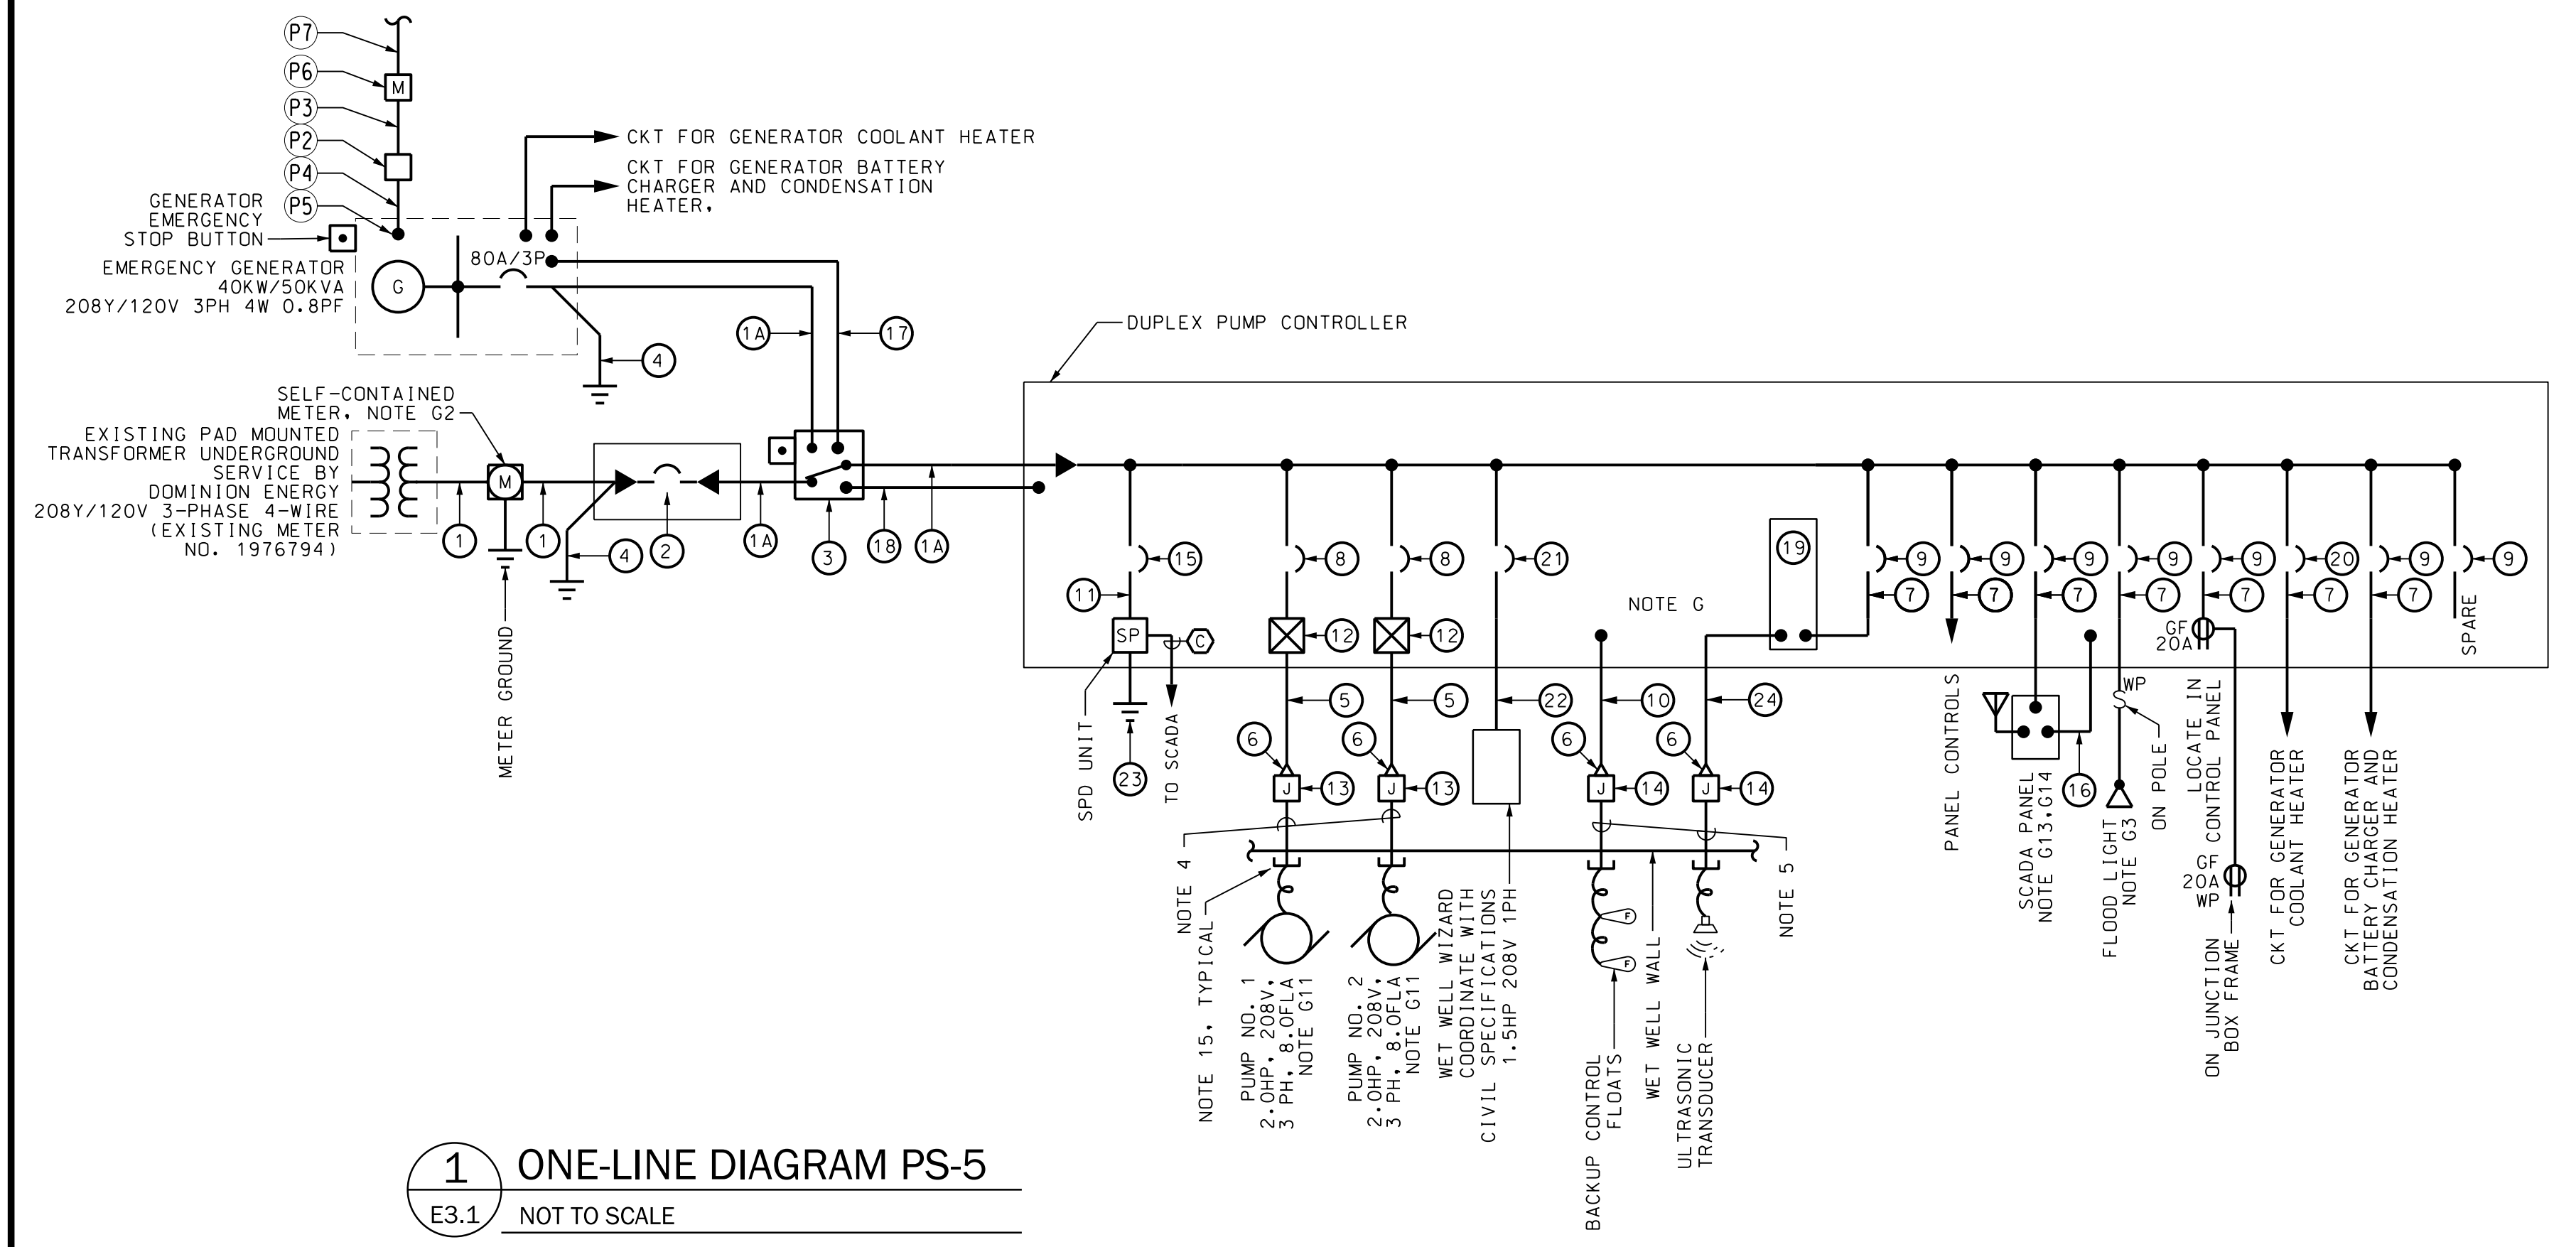 P7
P6
M
P3
P2
P4
P5
CKT FOR GENERATOR COOLANT HEATER
CKT FOR GENERATOR BATTERY
CHARGER AND CONDENSATION
HEATER,
GENERATOR
EMERGENCY
STOP BUTTON
80A/3P
EMERGENCY GENERATOR
40KW/50KVA
208Y/120V 3PH 4W 0.8PF
G
1A
17
4
DUPLEX PUMP CONTROLLER
SELF-CONTAINED
METER, NOTE G2
EXISTING PAD MOUNTED
TRANSFORMER UNDERGROUND
SERVICE BY
DOMINION ENERGY
208Y/120V 3-PHASE 4-WIRE
(EXISTING METER
NO. 1976794)
M
1
1
4
2
1A
3
18
1A
METER GROUND
15
8
8
21
19
9
9
9
9
9
20
9
9
11
NOTE G
7
7
7
7
7
7
7
SP
C
12
12
GF
20A
SPARE
5
5
22
10
24
WP
SPD UNIT
23
TO SCADA
6
6
6
6
J
13
J
13
J
14
J
14
PANEL CONTROLS
SCADA PANEL
NOTE G13,G14
16
FLOOD LIGHT
NOTE G3
ON POLE
LOCATE IN
CONTROL PANEL
GF
20A
WP
ON JUNCTION
BOX FRAME
CKT FOR GENERATOR
COOLANT HEATER
CKT FOR GENERATOR
BATTERY CHARGER AND
CONDENSATION HEATER
NOTE 4
NOTE 15, TYPICAL
PUMP NO. 1
2.0HP, 208V,
3 PH, 8.0FLA
NOTE G11
PUMP NO. 2
2.0HP, 208V,
3 PH, 8.0FLA
NOTE G11
WET WELL WIZARD
COORDINATE WITH
CIVIL SPECIFICATIONS
1.5HP 208V 1PH
F
F
BACKUP CONTROL
FLOATS
WET WELL WALL
ULTRASONIC
TRANSDUCER
NOTE 5
1
E3.1
ONE-LINE DIAGRAM PS-5
NOT TO SCALE